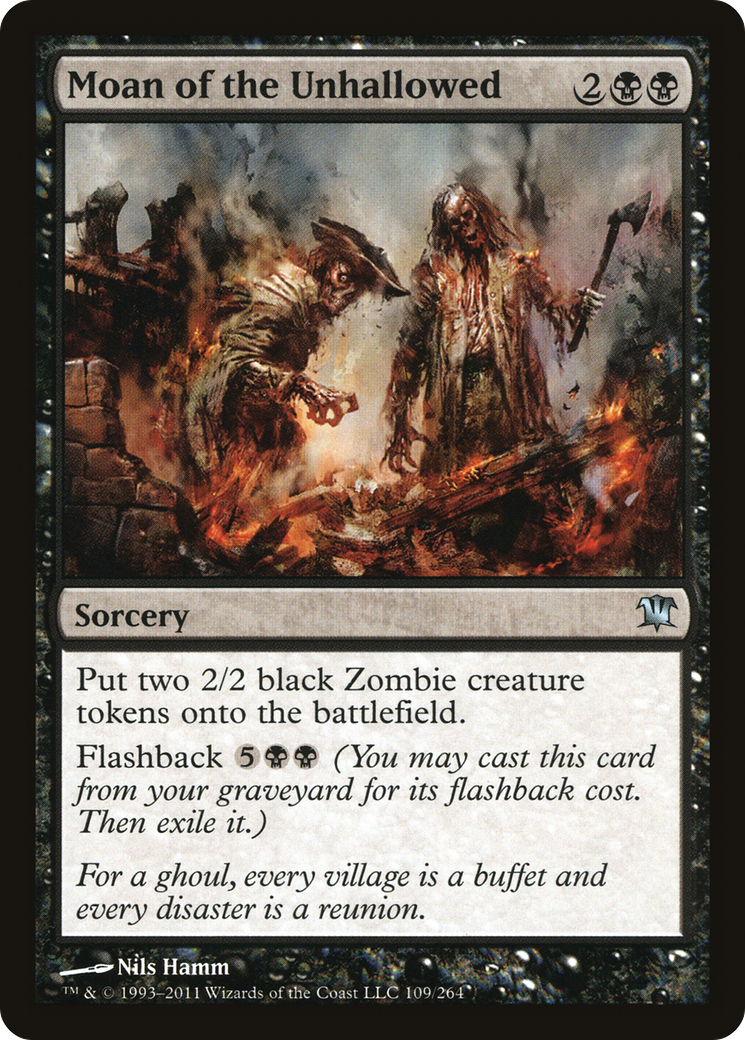 Moan of the Unhallowed 2
Sorcery
Put two 2/2 black Zombie creature
tokens onto the battlefield.
Flashback 5 (You may cast this card
from your graveyard for its flashback cost.
Then exile it.)
For a ghoul, every village is a buffet and
every disaster is a reunion.
Nils Hamm
™ & © 1993–2011 Wizards of the Coast LLC 109/264